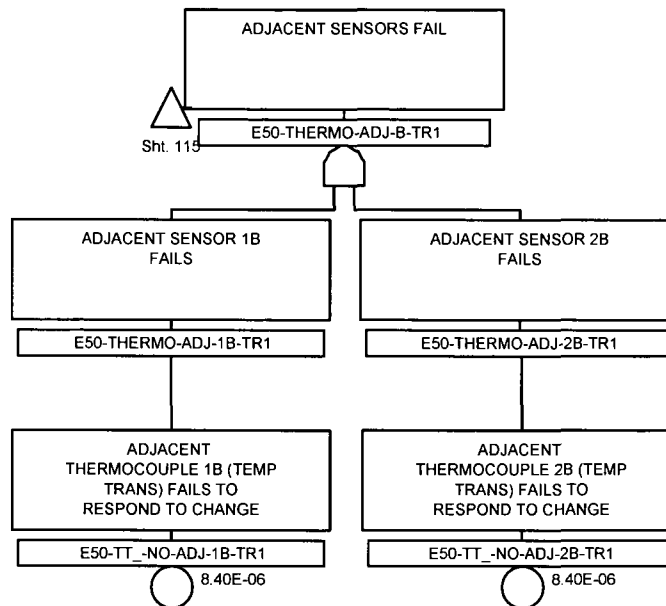 ADJACENT SENSORS FAIL
Sht. 115
E50-THERMO-ADJ-B-TR1
ADJACENT SENSOR 1B
FAILS
E50-THERMO-ADJ-1B-TR1
ADJACENT SENSOR 2B
FAILS
E50-THERMO-ADJ-2B-TR1
ADJACENT
THERMOCOUPLE 1B (TEMP
TRANS) FAILS TO
RESPOND TO CHANGE
E50-TT_-NO-ADJ-1B-TR1
8.40E-06
ADJACENT
THERMOCOUPLE 2B (TEMP
TRANS) FAILS TO
RESPOND TO CHANGE
E50-TT_-NO-ADJ-2B-TR1
8.40E-06